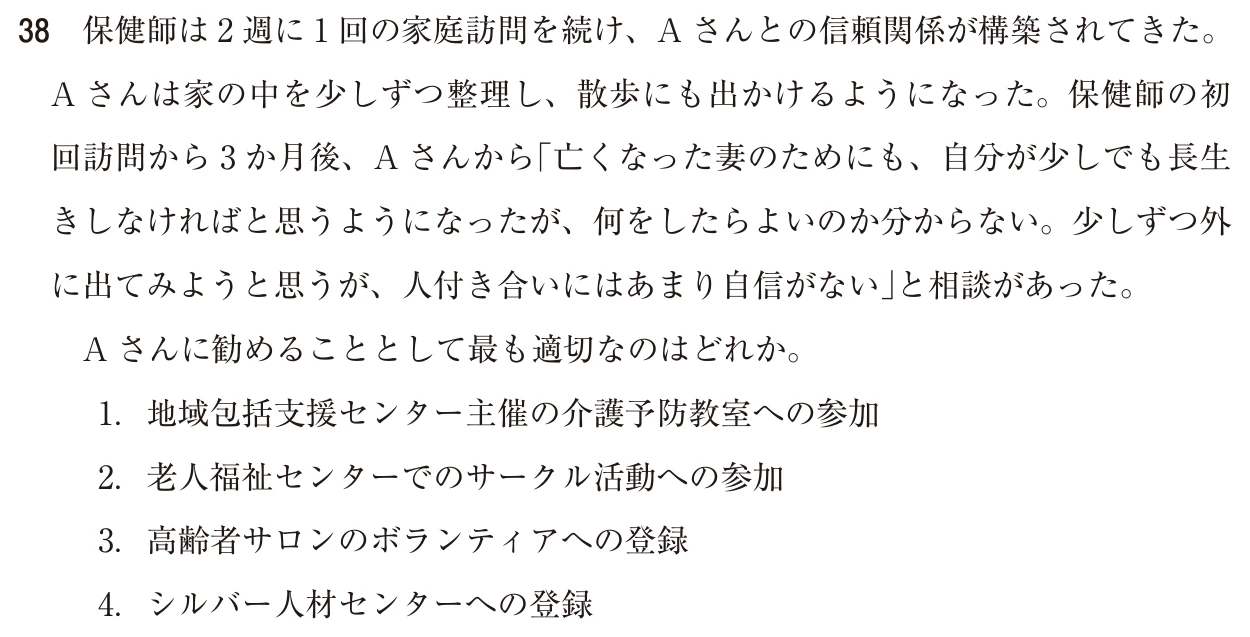 38 保健師は2週に1回の家庭訪問を続け、Aさんとの信頼関係が構築されてきた。
Aさんは家の中を少しずつ整理し、散歩にも出かけるようになった。保健師の初
回訪問から3か月後、Aさんから「亡くなった妻のためにも、自分が少しでも長生
きしなければと思うようになったが、何をしたらよいのか分からない。少しずつ外
に出てみようと思うが、人付き合いにはあまり自信がない」と相談があった。
Aさんに勧めることとして最も適切なのはどれか。
1. 地域包括支援センター主催の介護予防教室への参加
2. 老人福祉センターでのサークル活動への参加
3. 高齢者サロンのボランティアへの登録
4. シルバー人材センターへの登録